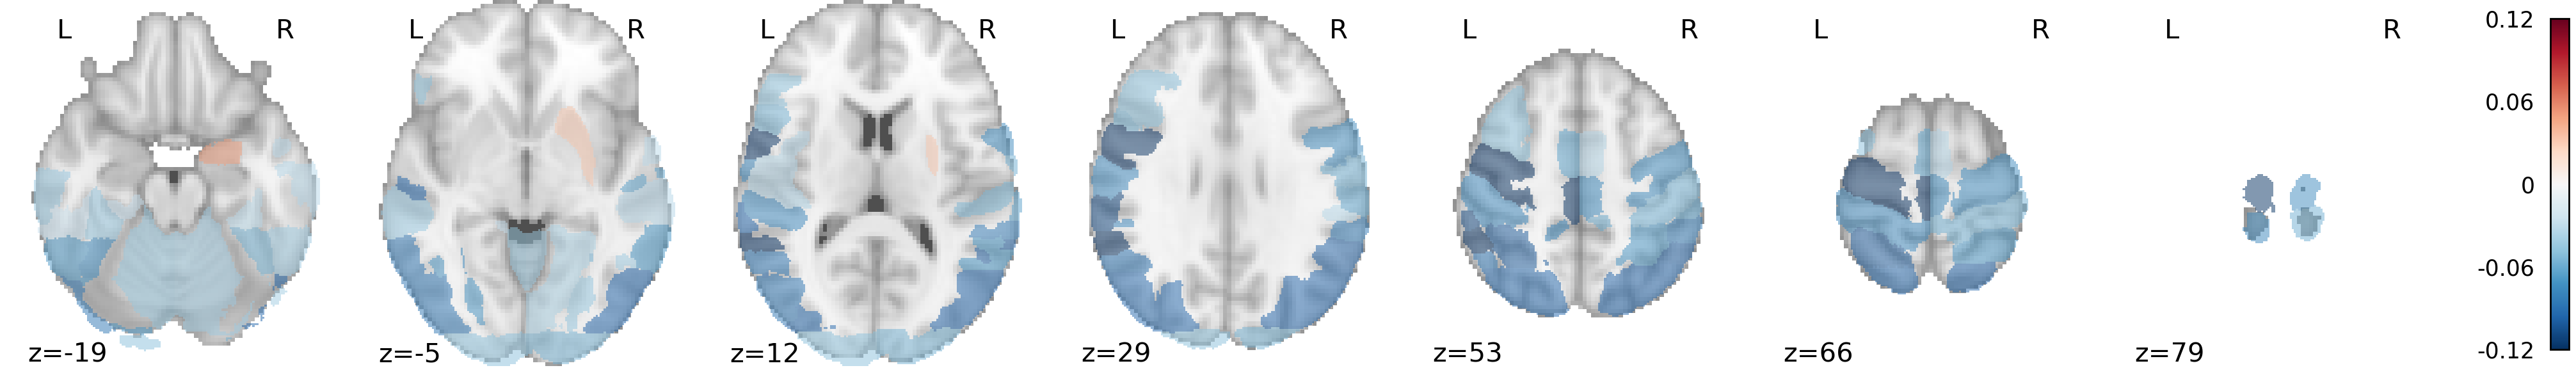 L R L R L R L R L R L R L R 0.12
0.06
0
-0.06
z=-19 z=-5 z=12 z=29 z=53 z=66 z=79 -0.12